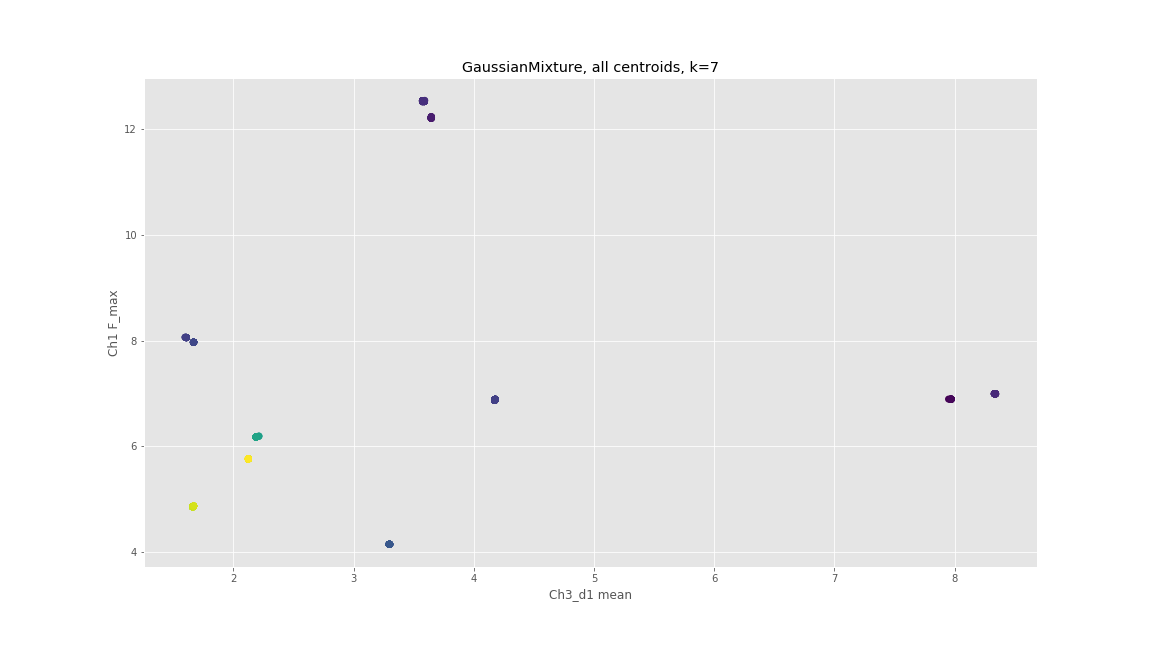 GaussianMixture, all centroids, k=7
12
10
8
6
4
Ch1 F_max
2 3 4 5 6 7 8
Ch3_d1 mean